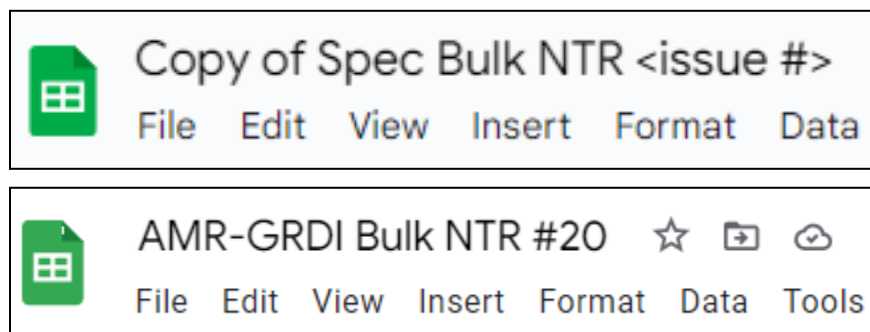 Copy of Spec Bulk NTR <issue #>
File Edit View Insert Format Data
AMR-GRDI Bulk NTR #20
File Edit View Insert Format Data Tools